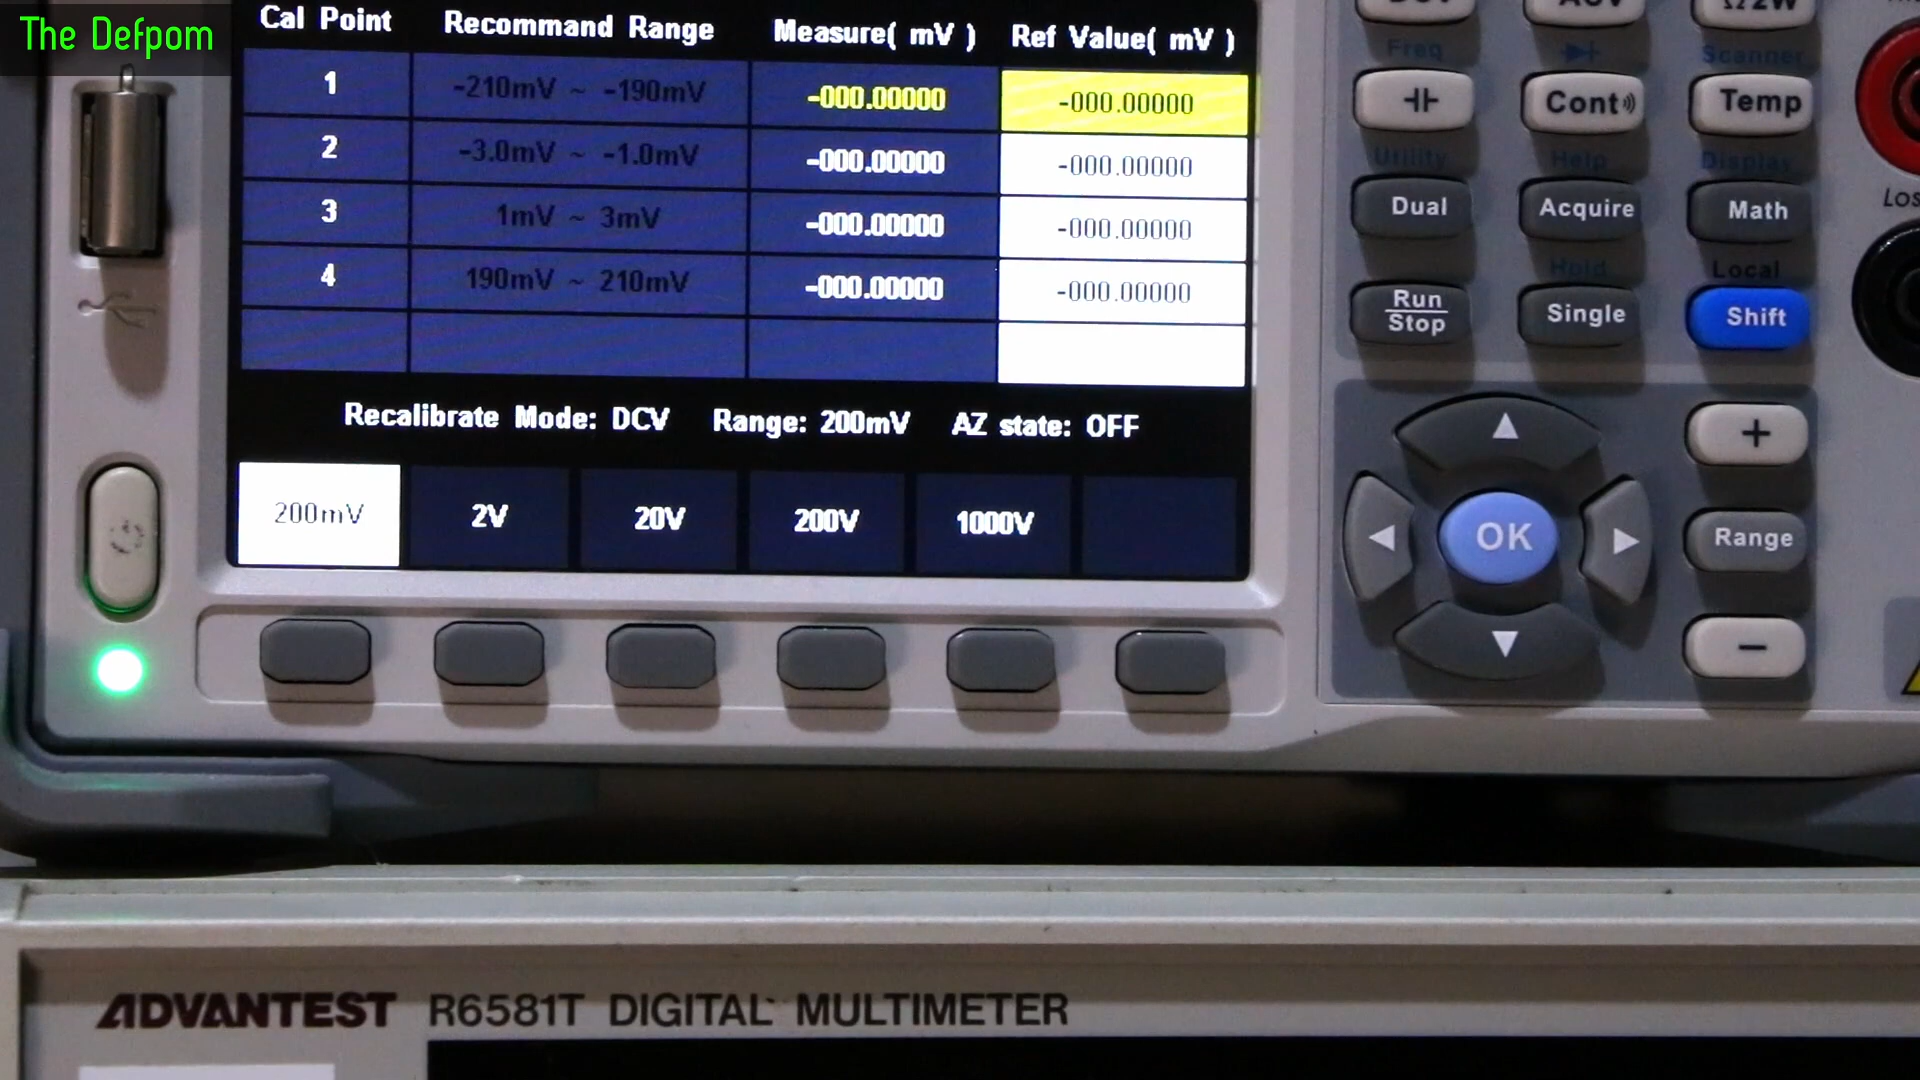 The Defpom
Cal Point Recommand Range Measure( mV ) Ref Value( mV )
1 -210mV ~ -190mV -000.00000 -000.00000
2 -3.0mV ~ -1.0mV -000.00000 -000.00000
3 1mV ~ 3mV -000.00000 -000.00000
4 190mV ~ 210mV -000.00000 -000.00000
Recalibrate Mode: DCV Range: 200mV AZ state: OFF
200mV 2V 20V 200V 1000V
Freq Scanner
Cont Temp
Utility Help Display
Dual Acquire Math
Hold Local
Run
Stop Single Shift
+
OK Range
−
ADVANTEST R6581T DIGITAL MULTIMETER